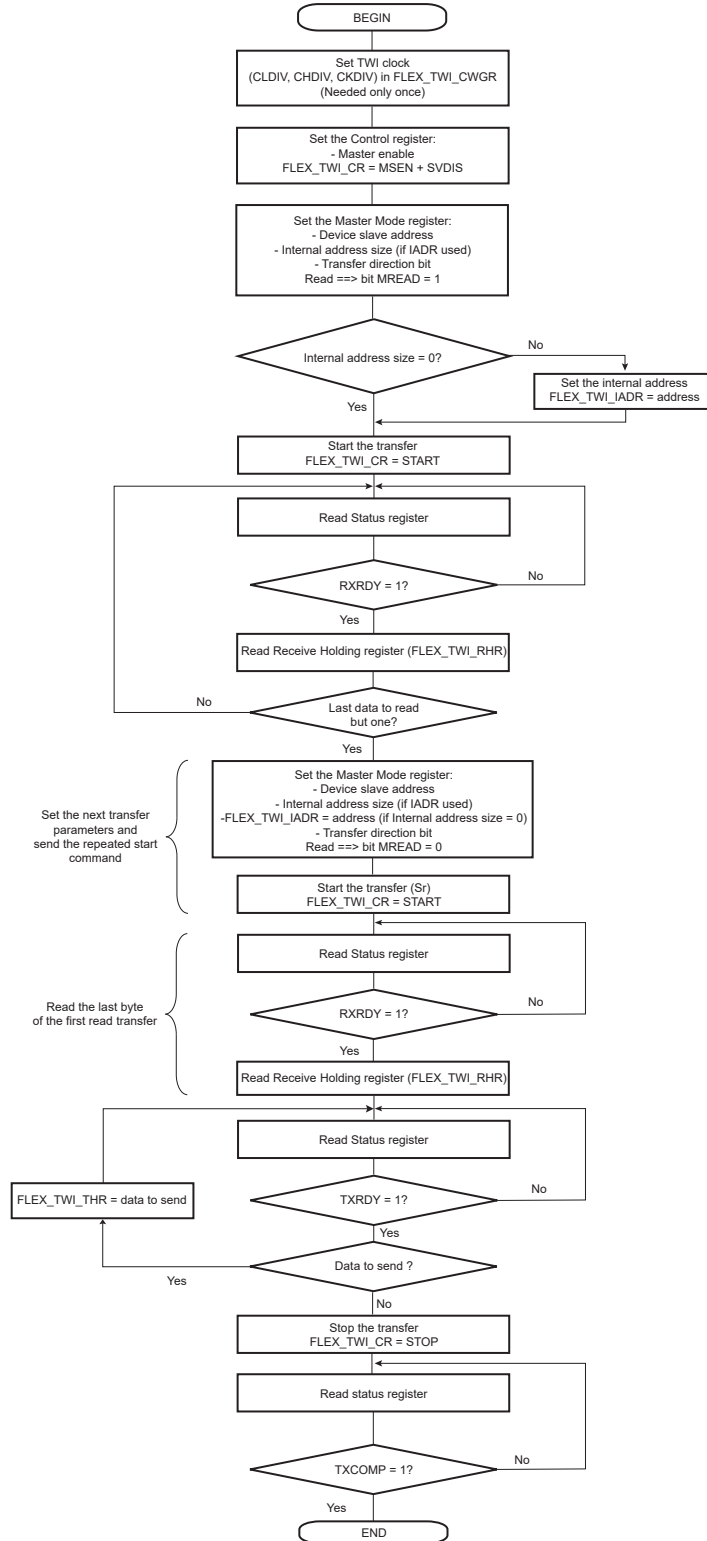 BEGIN
Set TWI clock
(CLDIV, CHDIV, CKDIV) in FLEX_TWI_CWGR
(Needed only once)
Set the Control register:
- Master enable
FLEX_TWI_CR = MSEN + SVDIS
Set the Master Mode register:
- Device slave address
- Internal address size (if IADR used)
- Transfer direction bit
Read ==> bit MREAD = 1
Internal address size = 0?
No
Set the internal address
FLEX_TWI_IADR = address
Yes
Start the transfer
FLEX_TWI_CR = START
Read Status register
RXRDY = 1?
No
Yes
Read Receive Holding register (FLEX_TWI_RHR)
No
Last data to read
but one?
Yes
Set the next transfer
parameters and
send the repeated start
command
Set the Master Mode register:
- Device slave address
- Internal address size (if IADR used)
-FLEX_TWI_IADR = address (if Internal address size = 0)
- Transfer direction bit
Read ==> bit MREAD = 0
Start the transfer (Sr)
FLEX_TWI_CR = START
Read the last byte
of the first read transfer
Read Status register
RXRDY = 1?
No
Yes
Read Receive Holding register (FLEX_TWI_RHR)
Read Status register
FLEX_TWI_THR = data to send
TXRDY = 1?
No
Yes
Data to send ?
Yes
No
Stop the transfer
FLEX_TWI_CR = STOP
Read status register
TXCOMP = 1?
No
Yes
END